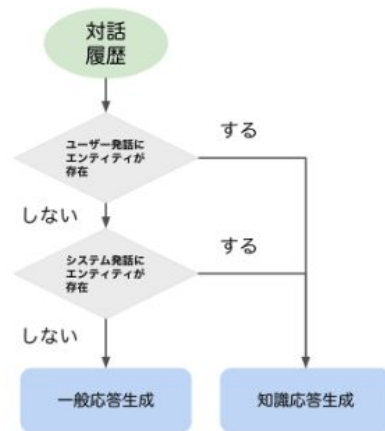 対話
履歴
ユーザー発話に
エンティティが
存在
する
しない
システム発話に
エンティティが
存在
する
しない
一般応答生成
知識応答生成